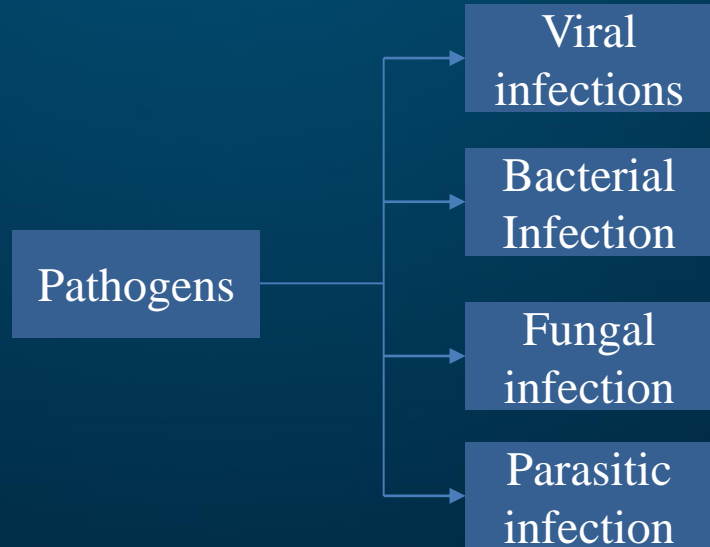 Viral
infections
Bacterial
Infection
Pathogens
Fungal
infection
Parasitic
infection